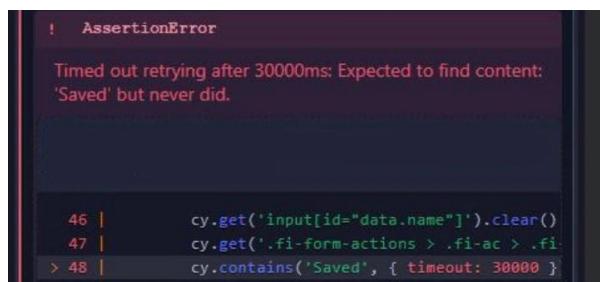 ! AssertionError
Timed out retrying after 30000ms: Expected to find content:
'Saved' but never did.
46 | cy.get('input[id="data.name"]').clear()
47 | cy.get('.fi-form-actions > .fi-ac > .fi-
> 48 | cy.contains('Saved', { timeout: 30000 }